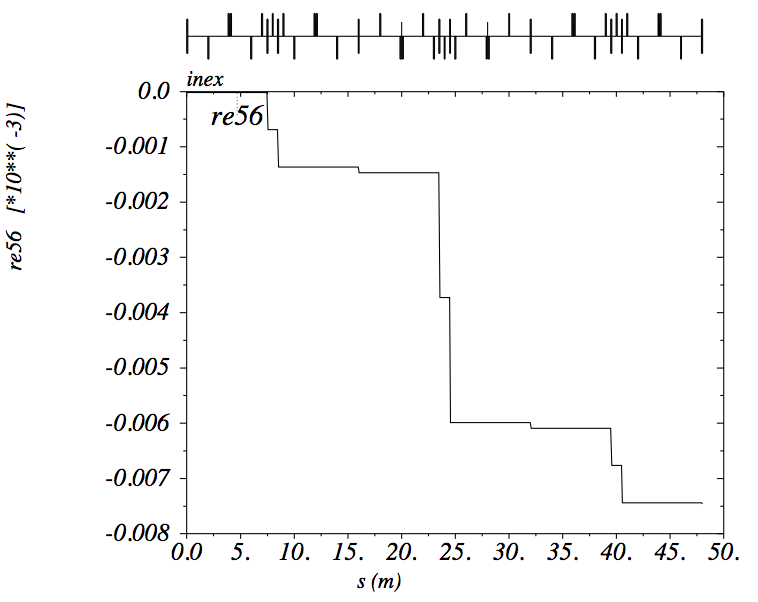 inex
re56
re56 [*10**( -3)]
0.0
-0.001
-0.002
-0.003
-0.004
-0.005
-0.006
-0.007
-0.008
0.0 5. 10. 15. 20. 25. 30. 35. 40. 45. 50.
s (m)